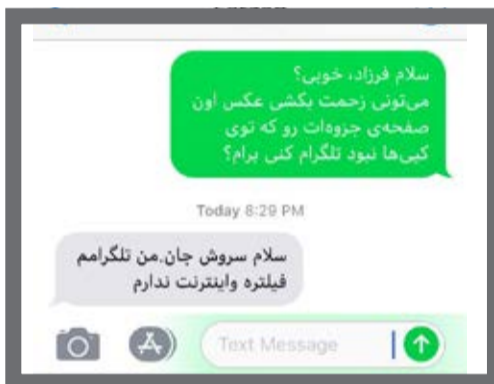 سلام فرزاد، خوبی؟
می‌تونی زحمت بکشی عکس اون
صفحه‌ی جزوه‌ات رو که توی
کپی‌ها نبود تلگرام کنی برام؟
Today 8:29 PM
سلام سروش جان.من تلگرامم
فیلتره واینترنت ندارم
Text Message